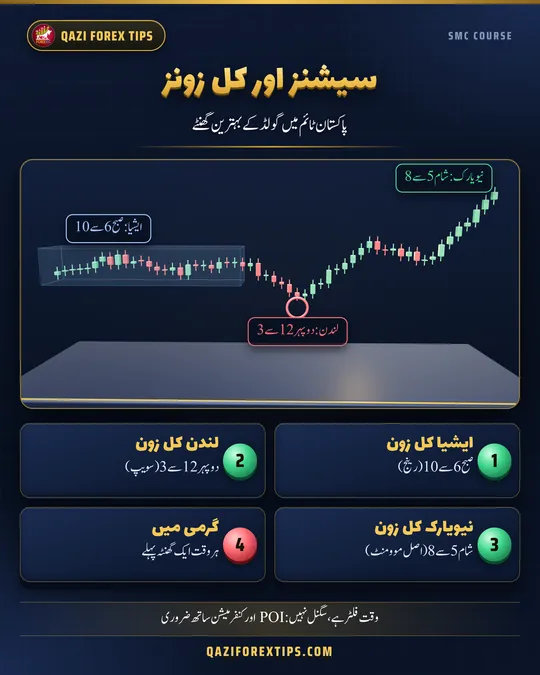 QAZI FOREX TIPS
SMC COURSE
سیشنز اور کل زونز
پاکستان ٹائم میں گولڈ کے بہترین گھنٹے
نیویارک: شام 5 سے 8
ایشیا: صبح 6 سے 10
لندن: دوپہر 12 سے 3
ایشیا کل زون
1
صبح 6 سے 10 (رینج)
لندن کل زون
2
دوپہر 12 سے 3 (سویپ)
نیویارک کل زون
3
شام 5 سے 8 (اصل موومنٹ)
گرمی میں
4
ہر وقت ایک گھنٹہ پہلے
وقت فلٹر ہے، سگنل نہیں: POI اور کنفرمیشن ساتھ ضروری
QAZIFOREXTIPS.COM